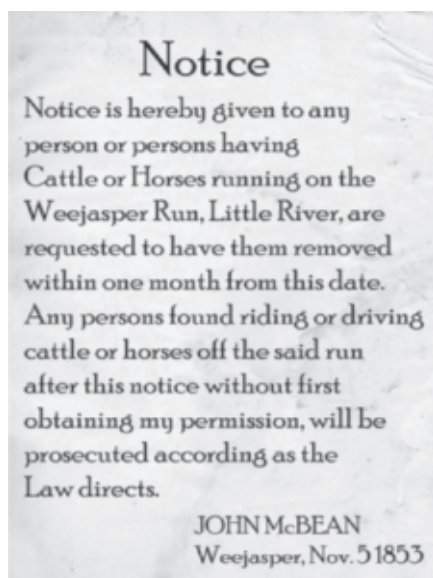 Notice
Notice is hereby given to any
person or persons having
Cattle or Horses running on the
Weejasper Run, Little River, are
requested to have them removed
within one month from this date.
Any persons found riding or driving
cattle or horses off the said run
after this notice without first
obtaining my permission, will be
prosecuted according as the
Law directs.
JOHN McBEAN
Weejasper, Nov. 5 1853